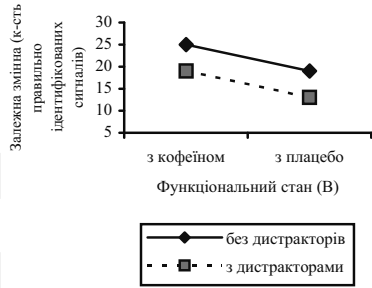 Залежна змінна (к-сть
правильно
ідентифікованих
сигналів)
30
25
20
15
10
5
з кофеїном
з плацебо
Функціональний стан (В)
без дистракторів
з дистракторами